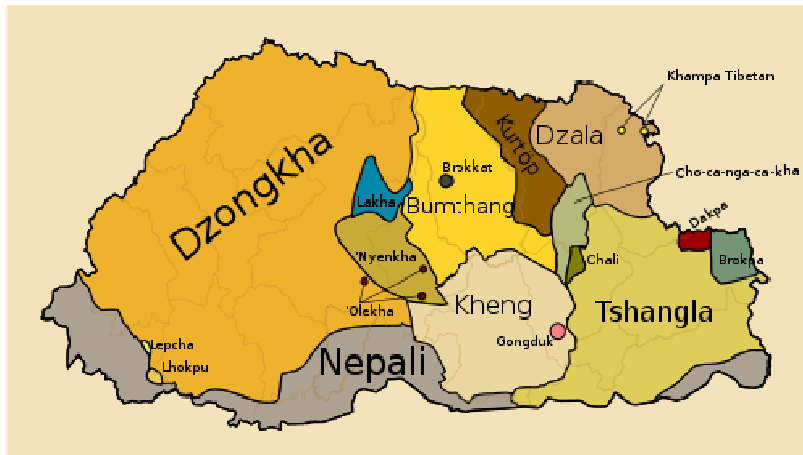 Khampa Tibetan
Kurtop
Dzala
Dzongkha
Brokkat
Cho-ca-nga-ca-kha
Lakha
Bumthang
Dakpa
'Nyenkha
Chali
Brokpa
'Olekha
Kheng
Tshangla
Gongduk
Lepcha
Lhokpu
Nepali